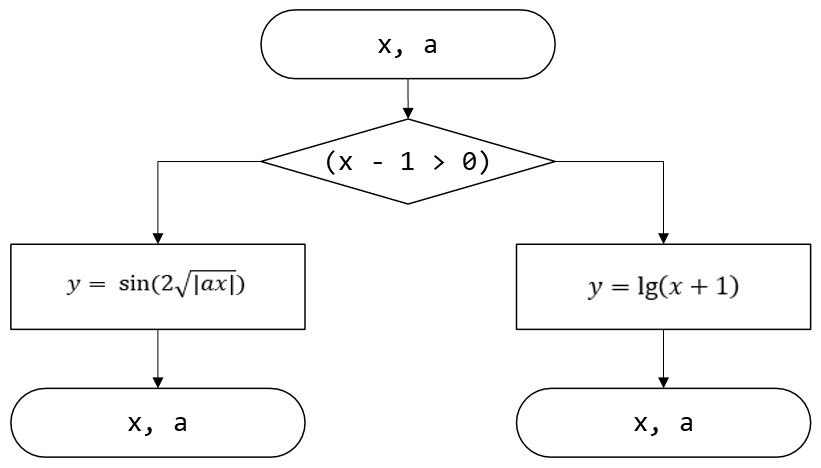 x, a
(x - 1 > 0)
y = sin(2√|ax|)
y = lg(x + 1)
x, a
x, a